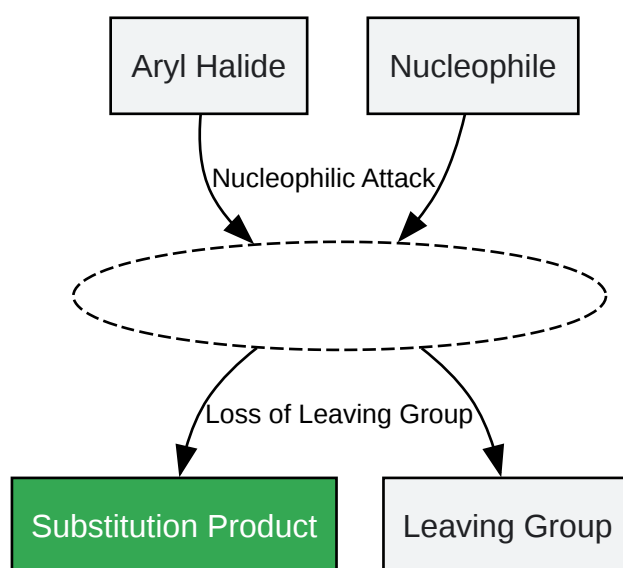 Aryl Halide
Nucleophile
Nucleophilic Attack
Loss of Leaving Group
Substitution Product
Leaving Group